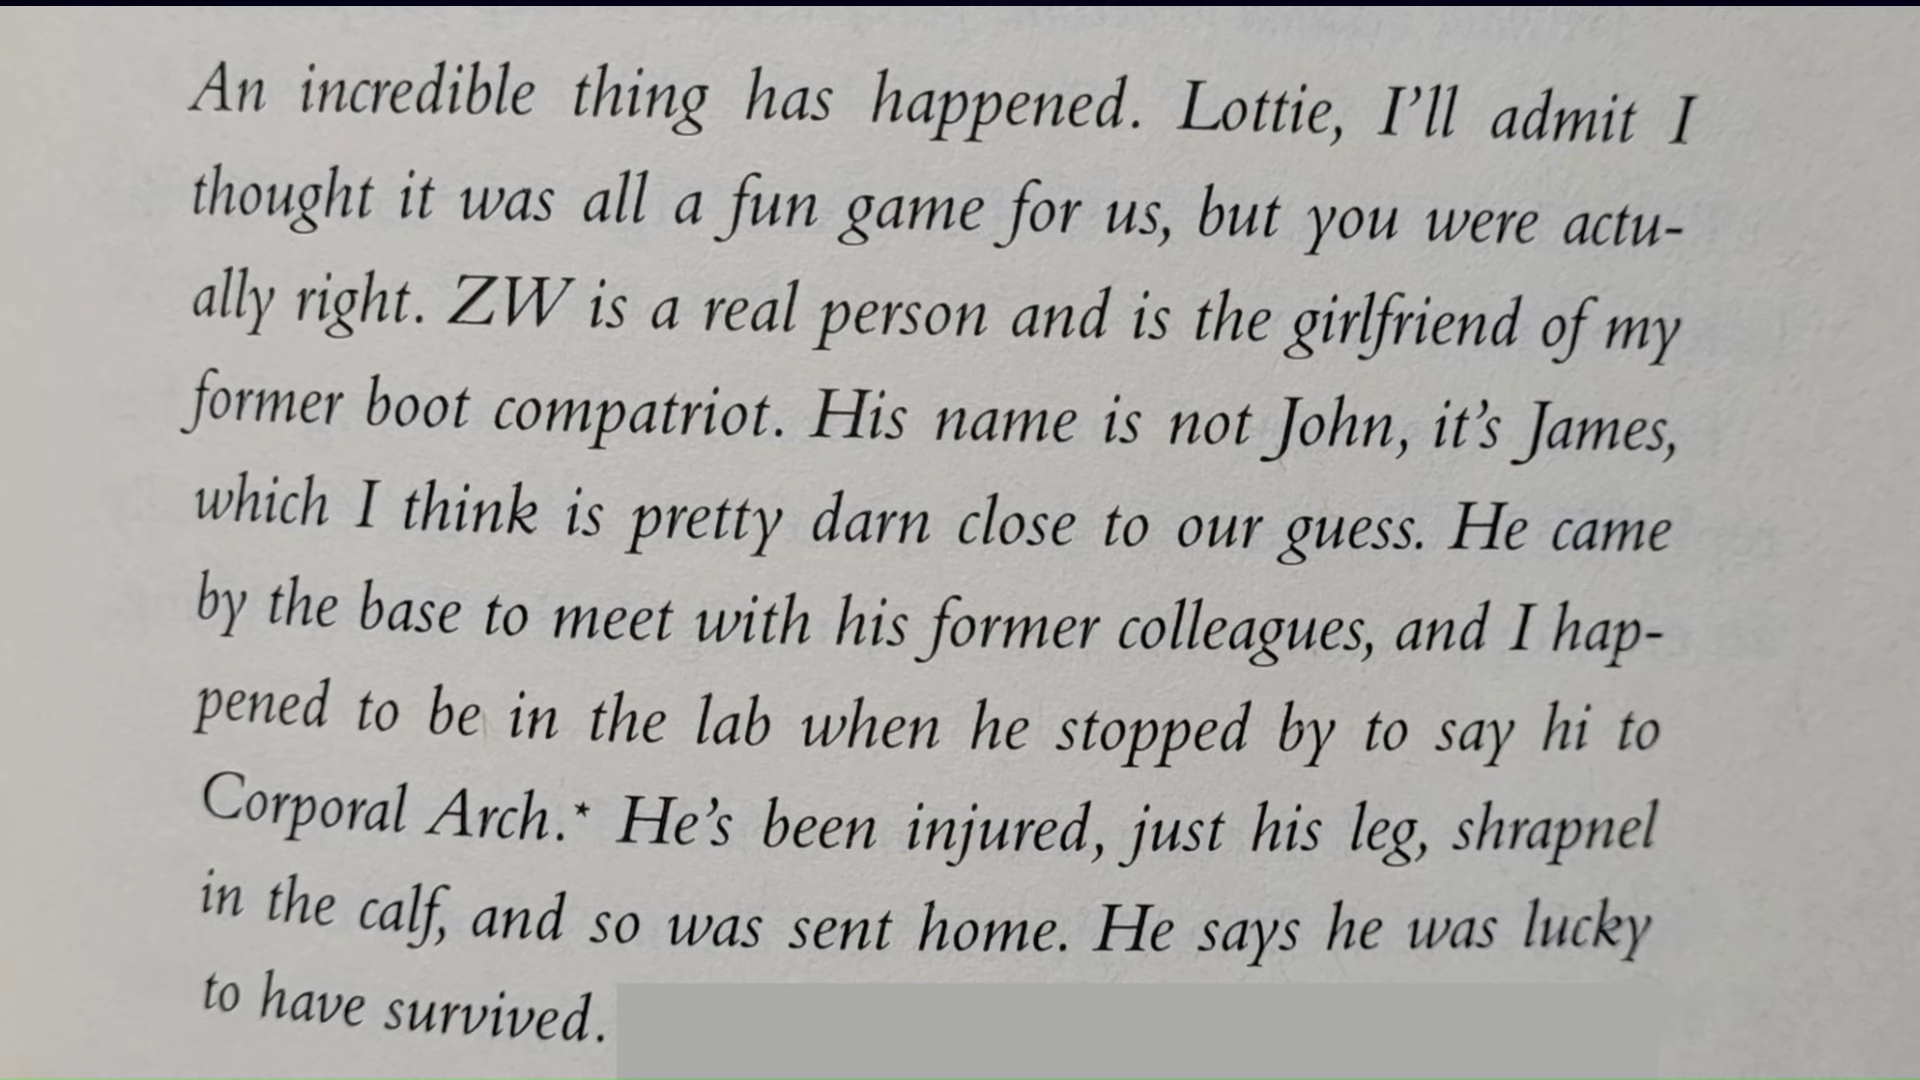 An incredible thing has happened. Lottie, I’ll admit I
thought it was all a fun game for us, but you were actu-
ally right. ZW is a real person and is the girlfriend of my
former boot compatriot. His name is not John, it’s James,
which I think is pretty darn close to our guess. He came
by the base to meet with his former colleagues, and I hap-
pened to be in the lab when he stopped by to say hi to
Corporal Arch.* He’s been injured, just his leg, shrapnel
in the calf, and so was sent home. He says he was lucky
to have survived.